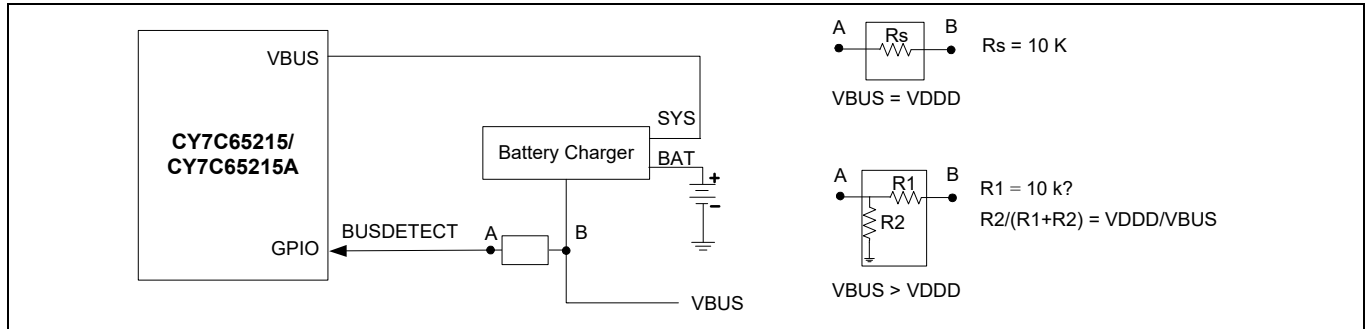 VBUS
CY7C65215/
CY7C65215A
GPIO
BUSDETECT
A
B
SYS
Battery Charger
BAT
+
-
VBUS
A
B
Rs
Rs = 10 K
VBUS = VDDD
A
B
R1
R2
R1 = 10 k?
R2/(R1+R2) = VDDD/VBUS
VBUS > VDDD